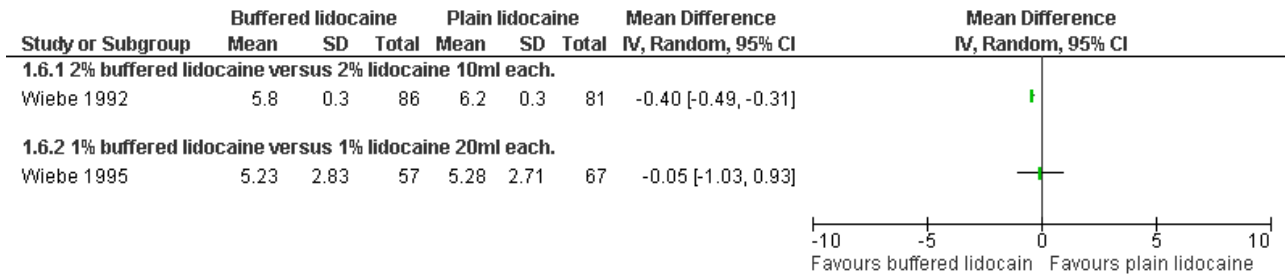 Buffered lidocaine Plain lidocaine Mean Difference Mean Difference
Study or Subgroup Mean SD Total Mean SD Total IV, Random, 95% CI IV, Random, 95% CI
1.6.1 2% buffered lidocaine versus 2% lidocaine 10ml each.
Wiebe 1992 5.8 0.3 86 6.2 0.3 81 -0.40 [-0.49, -0.31]
1.6.2 1% buffered lidocaine versus 1% lidocaine 20ml each.
Wiebe 1995 5.23 2.83 57 5.28 2.71 67 -0.05 [-1.03, 0.93]
-10 -5 0 5 10
Favours buffered lidocain Favours plain lidocaine